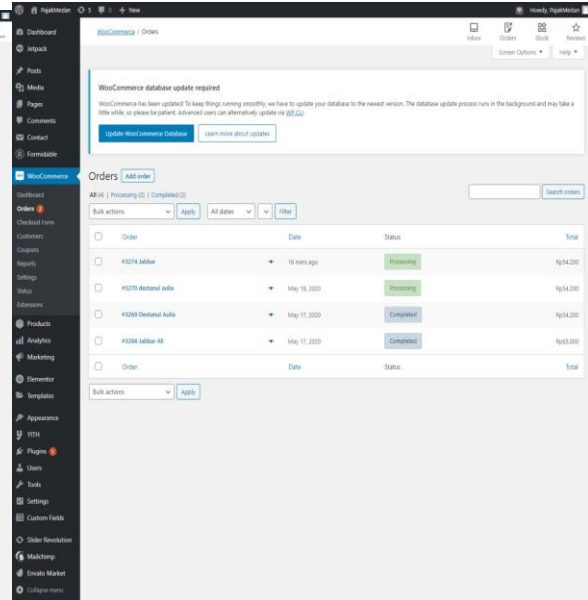 PajakMedan 5 0 + New
Howdy, PajakMedan
Dashboard
Jetpack
Posts
Media
Pages
Comments
Contact
Formidable
WooCommerce
Dashboard
Orders 2
Checkout Form
Customers
Coupons
Reports
Settings
Status
Extensions
Products
Analytics
Marketing
Elementor
Templates
Appearance
YITH
Plugins 5
Users
Tools
Settings
Custom Fields
Slider Revolution
Mailchimp
Envato Market
Collapse menu
WooCommerce / Orders
Inbox Orders Stock Reviews
Screen Options Help
WooCommerce database update required
WooCommerce has been updated! To keep things running smoothly, we have to update your database to the newest version. The database update process runs in the background and may take a
little while, so please be patient. Advanced users can alternatively update via WP CLI.
Update WooCommerce Database Learn more about updates
Orders Add order
All (4) | Processing (2) | Completed (2)
Search orders
Bulk actions Apply All dates Filter
Order Date Status Total
#3274 Jabbar 16 mins ago Processing Rp54.200
#3270 destanul aulia May 18, 2020 Processing Rp54.200
#3269 Destanul Aulia May 17, 2020 Completed Rp54.200
#3268 Jabbar Ali May 17, 2020 Completed Rp65.000
Order Date Status Total
Bulk actions Apply